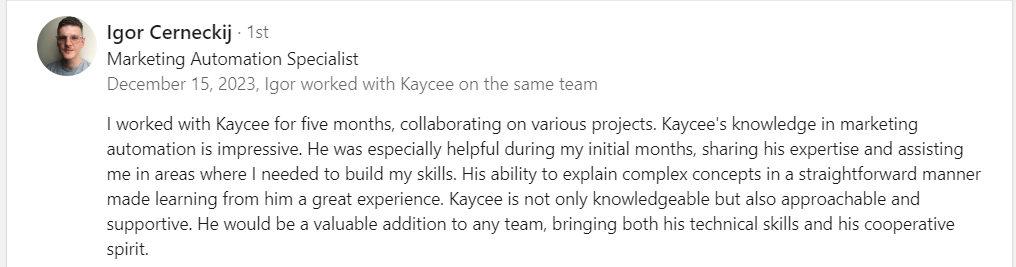 Igor Cerneckij · 1st
Marketing Automation Specialist
December 15, 2023, Igor worked with Kaycee on the same team
I worked with Kaycee for five months, collaborating on various projects. Kaycee's knowledge in marketing
automation is impressive. He was especially helpful during my initial months, sharing his expertise and assisting
me in areas where I needed to build my skills. His ability to explain complex concepts in a straightforward manner
made learning from him a great experience. Kaycee is not only knowledgeable but also approachable and
supportive. He would be a valuable addition to any team, bringing both his technical skills and his cooperative
spirit.